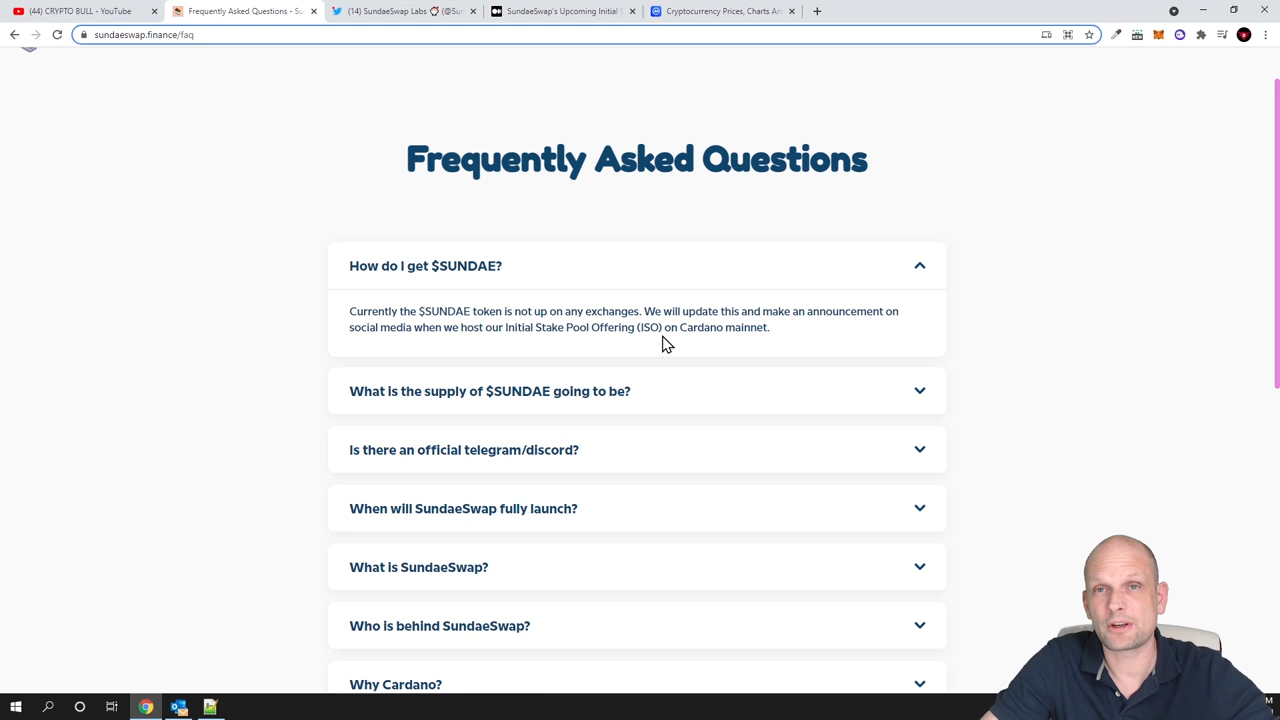 (44) CRYPTO BULL - YouTube
Frequently Asked Questions - Su
(14) SundaeSwap Labs (@Sun
SundaeSwap's Upcoming Initial S
Cryptocurrency Prices, Charts An
sundaeswap.finance/faq
Frequently Asked Questions
How do I get $SUNDAE?
Currently the $SUNDAE token is not up on any exchanges. We will update this and make an announcement on
social media when we host our Initial Stake Pool Offering (ISO) on Cardano mainnet.
What is the supply of $SUNDAE going to be?
Is there an official telegram/discord?
When will SundaeSwap fully launch?
What is SundaeSwap?
Who is behind SundaeSwap?
Why Cardano?